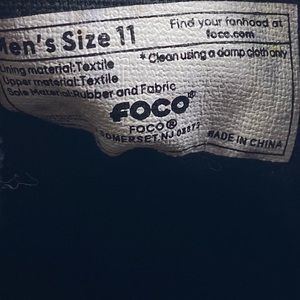 Men's Size 11
Find your fanhood at
foco.com
Lining material:Textile
* Clean using a damp cloth only
Upper material:Textile
Sole Material:Rubber and Fabric
FOCO®
FOCO®
SOMERSET, NJ
MADE IN CHINA